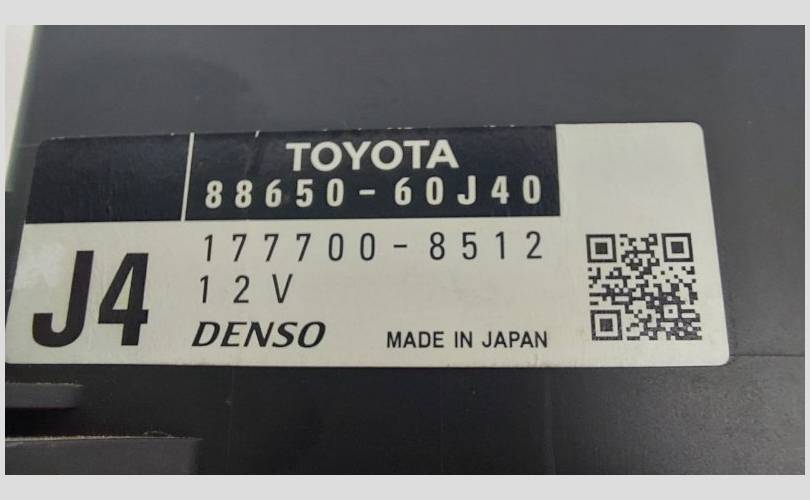 TOYOTA
88650-60J40
177700-8512
12V
J4
DENSO
MADE IN JAPAN